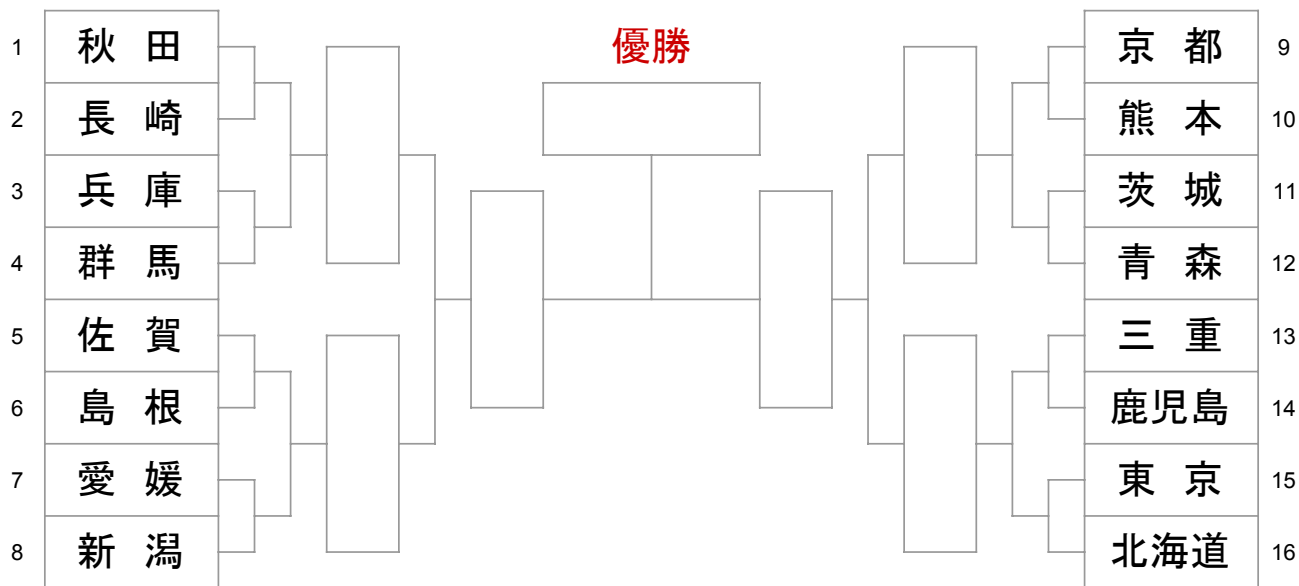 優勝
1 秋田
2 長崎
3 兵庫
4 群馬
5 佐賀
6 島根
7 愛媛
8 新潟
京都 9
熊本 10
茨城 11
青森 12
三重 13
鹿児島 14
東京 15
北海道 16